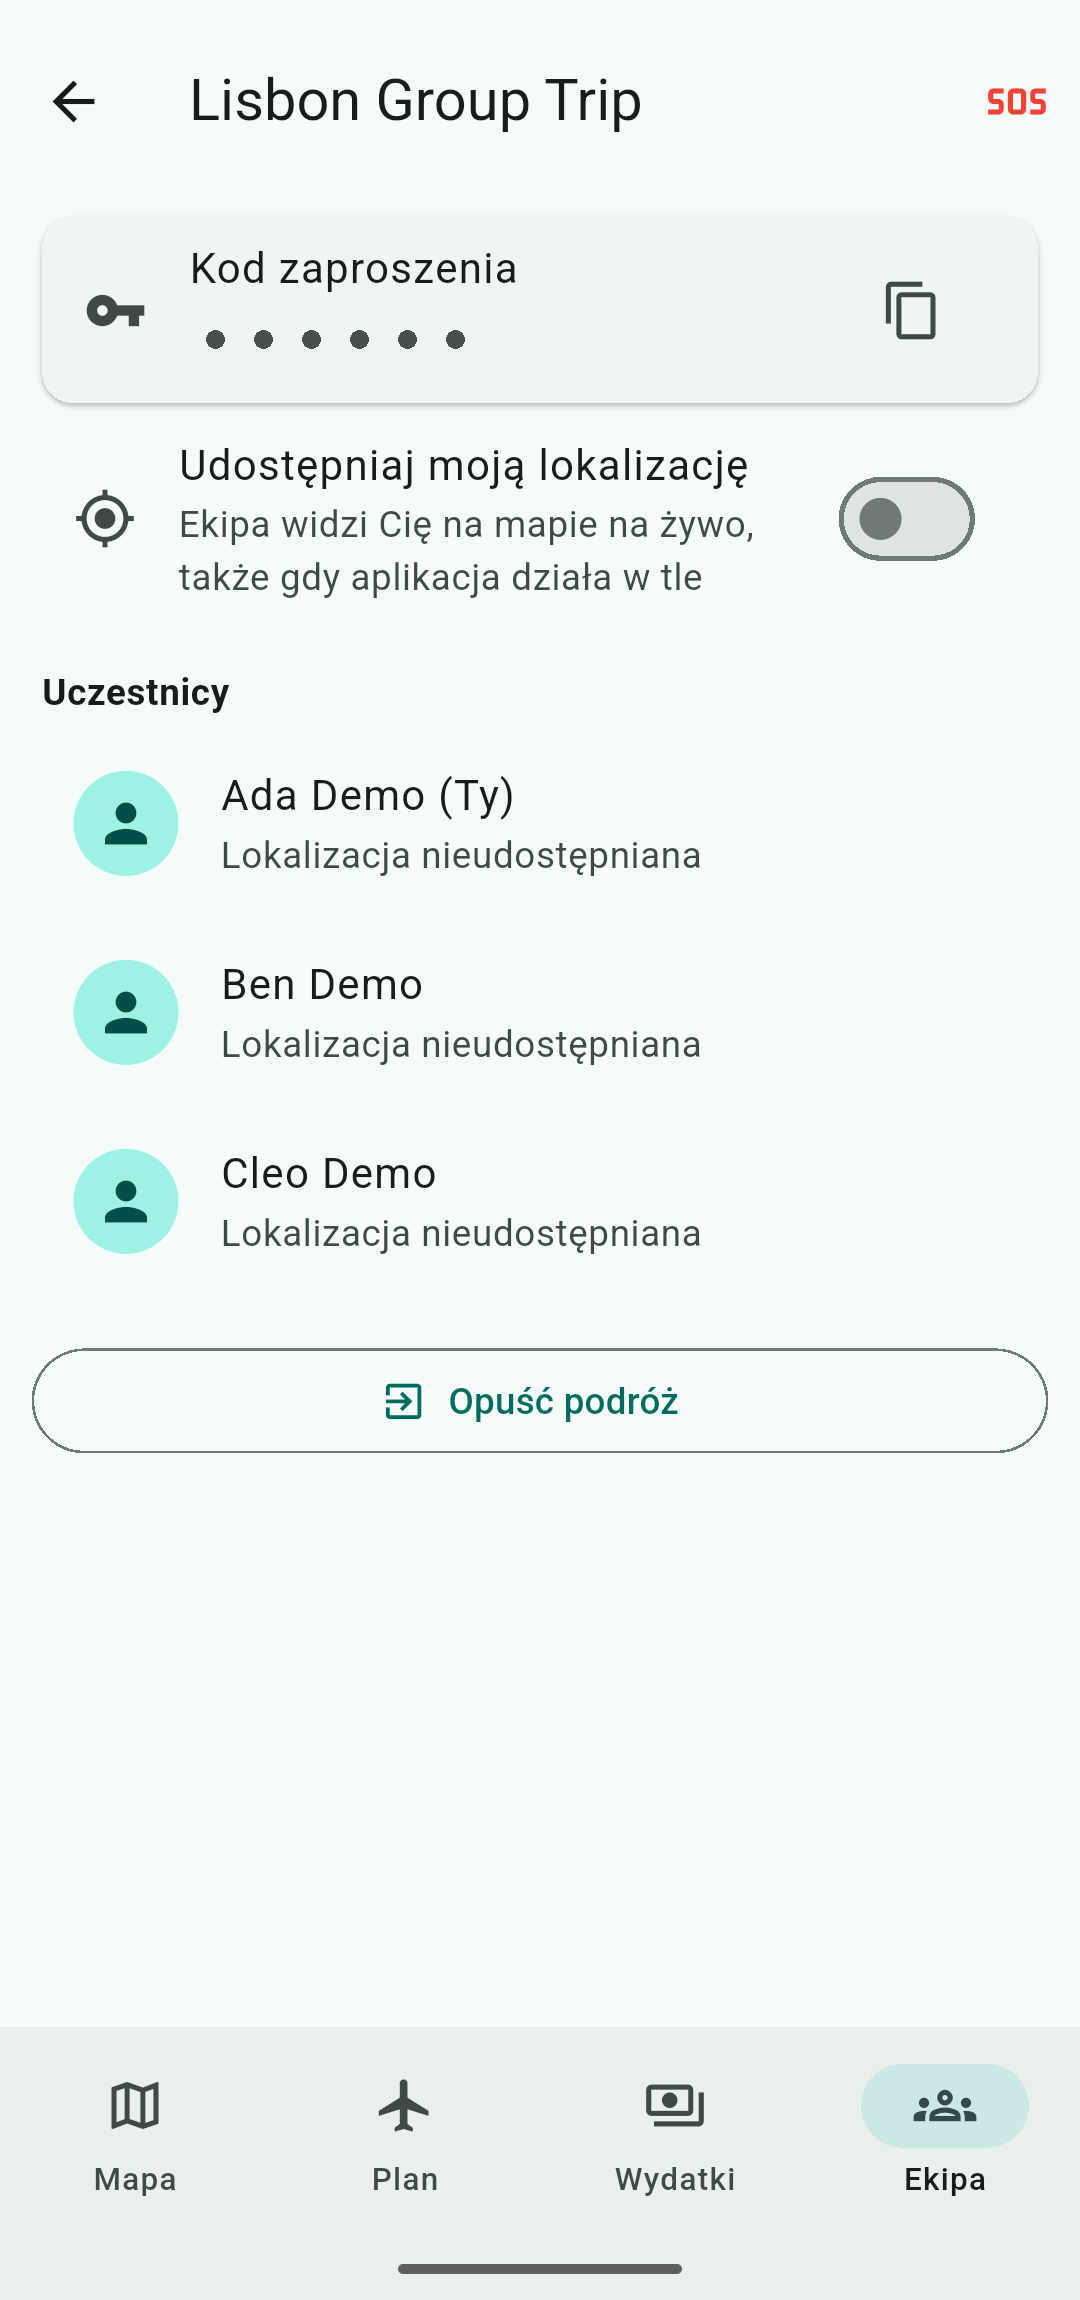 Lisbon Group Trip
SOS
Kod zaproszenia
••••••
Udostępniaj moją lokalizację
Ekipa widzi Cię na mapie na żywo,
także gdy aplikacja działa w tle
Uczestnicy
Ada Demo (Ty)
Lokalizacja nieudostępniana
Ben Demo
Lokalizacja nieudostępniana
Cleo Demo
Lokalizacja nieudostępniana
Opuść podróż
Mapa
Plan
Wydatki
Ekipa